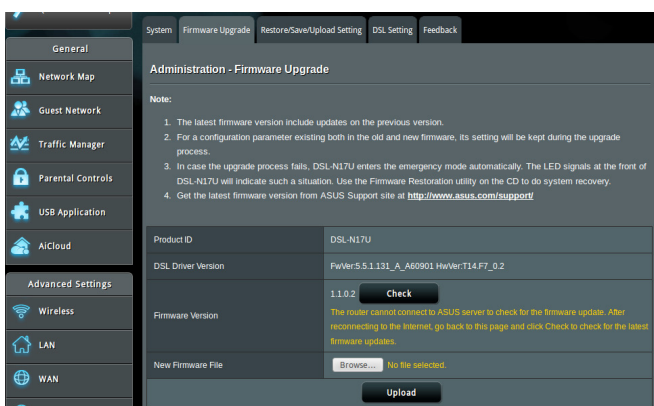 System Firmware Upgrade Restore/Save/Upload Setting DSL Setting Feedback
General
Network Map
Guest Network
Traffic Manager
Parental Controls
USB Application
AiCloud
Advanced Settings
Wireless
LAN
WAN
Administration - Firmware Upgrade
Note:
1. The latest firmware version include updates on the previous version.
2. For a configuration parameter existing both in the old and new firmware, its setting will be kept during the upgrade
process.
3. In case the upgrade process fails, DSL-N17U enters the emergency mode automatically. The LED signals at the front of
DSL-N17U will indicate such a situation. Use the Firmware Restoration utility on the CD to do system recovery.
4. Get the latest firmware version from ASUS Support site at http://www.asus.com/support/
Product ID DSL-N17U
DSL Driver Version FwVer:5.5.1.131_A_A60901 HwVer:T14.F7_0.2
Firmware Version
1.1.0.2 Check
The router cannot connect to ASUS server to check for the firmware update. After
reconnecting to the Internet, go back to this page and click Check to check for the latest
firmware updates.
New Firmware File Browse... No file selected.
Upload